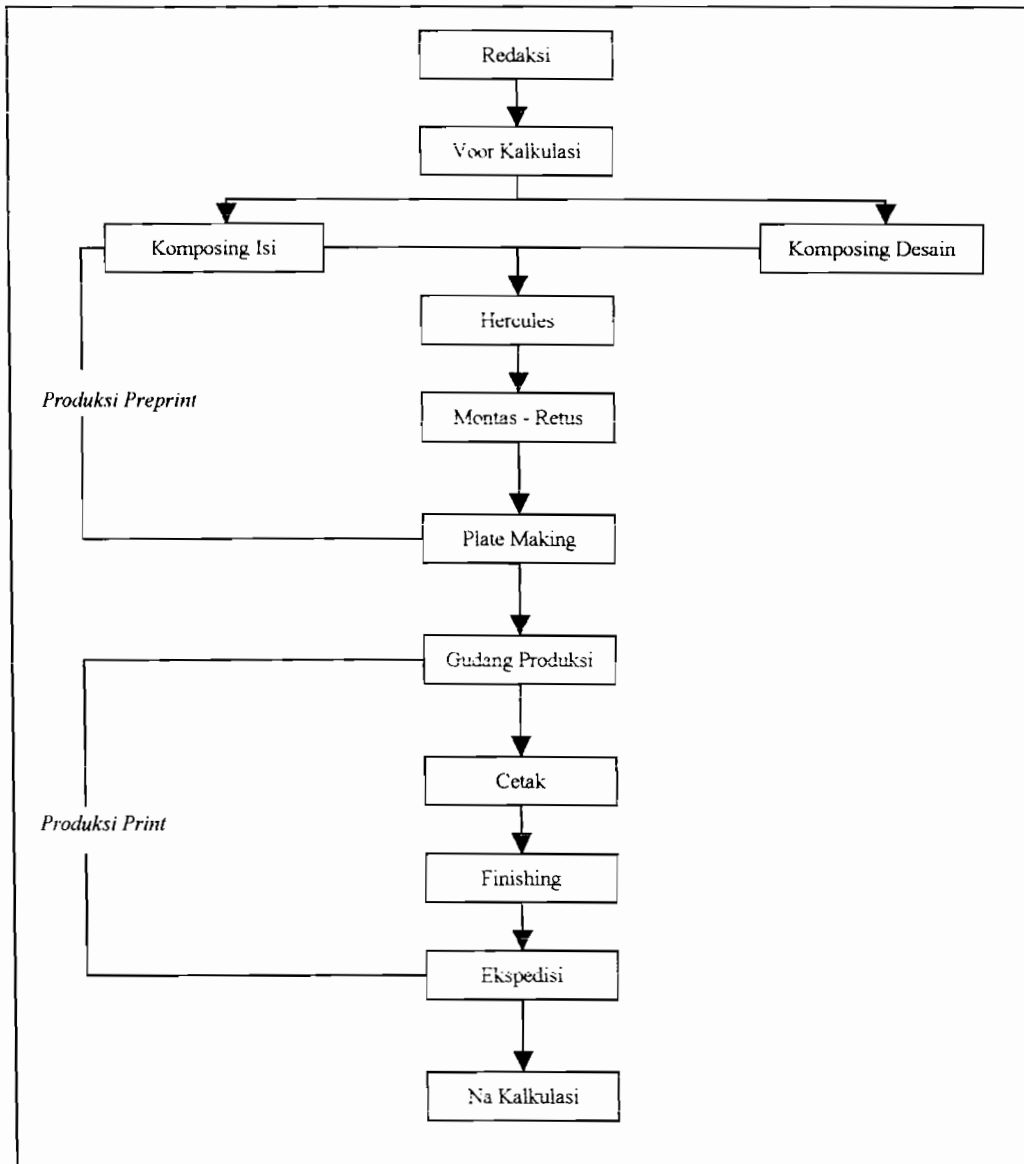 Redaksi
Voor Kalkulasi
Komposing Isi
Komposing Desain
Hercules
Montas - Retus
Produksi Preprint
Plate Making
Gudang Produksi
Cetak
Produksi Print
Finishing
Ekspedisi
Na Kalkulasi